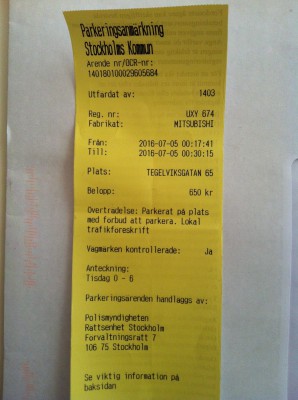 Parkeringsanmärkning
Stockholms Kommun
Ärende nr/OCR-nr:
140180100029605684
Utfärdat av: 1403
Reg. nr: UXY 674
Fabrikat: MITSUBISHI
Från: 2016-07-05 00:17:41
Till: 2016-07-05 00:30:15
Plats: TEGELVIKSGATAN 65
Belopp: 650 kr
Överträdelse: Parkerat på plats
med förbud att parkera. Lokal
trafikföreskrift
Vägmärken kontrollerade: Ja
Anteckning:
Tisdag 0 - 6
Parkeringsärenden handläggs av:
Polismyndigheten
Rättsenhet Stockholm
Förvaltningsrätt 7
106 75 Stockholm
Se viktig information på
baksidan